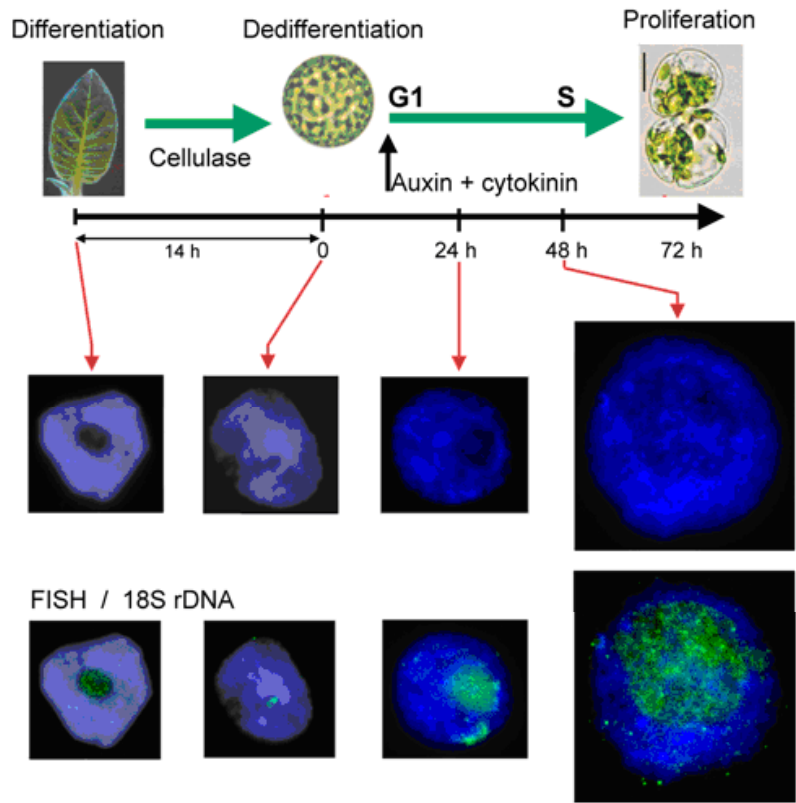 Differentiation Dedifferentiation Proliferation
G1 S
Cellulase
Auxin + cytokinin
14 h 0 24 h 48 h 72 h
FISH / 18S rDNA